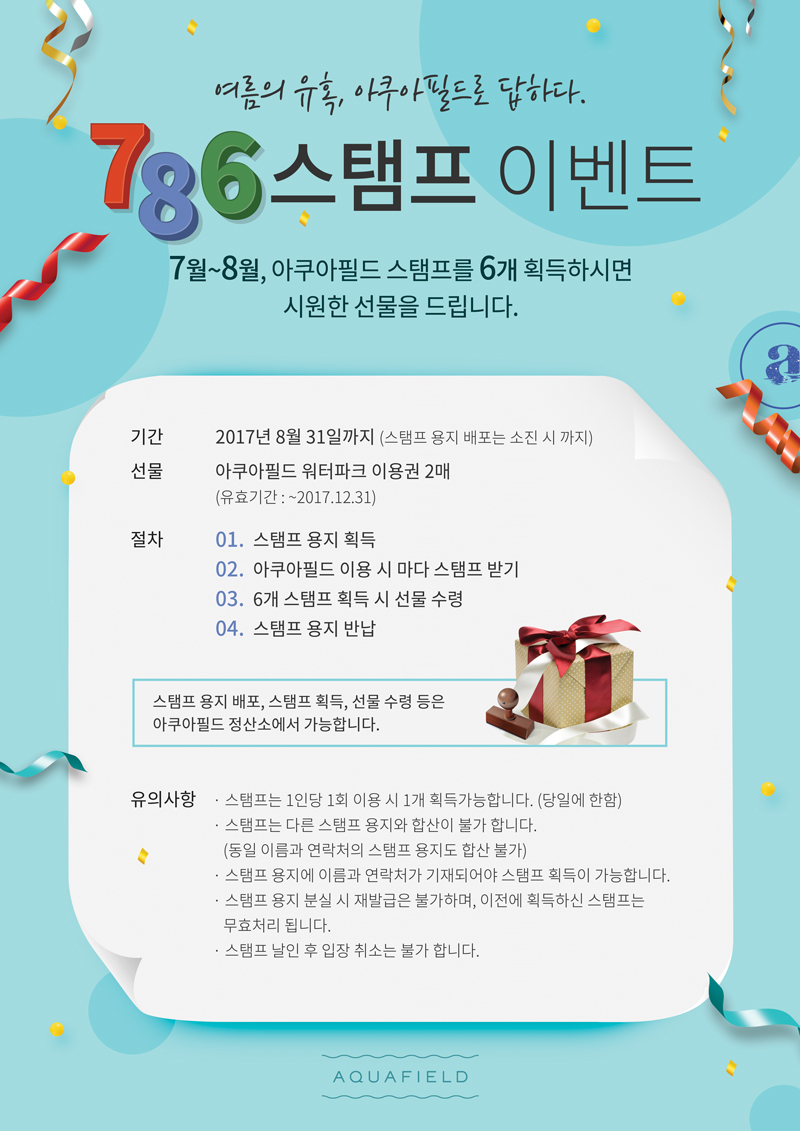 여름의 유혹, 아쿠아필드로 답하다.
786 스탬프 이벤트
7월~8월, 아쿠아필드 스탬프를 6개 획득하시면
시원한 선물을 드립니다.
a
기간 2017년 8월 31일까지 (스탬프 용지 배포는 소진 시 까지)
선물 아쿠아필드 워터파크 이용권 2매
(유효기간 : ~2017.12.31)
절차 01. 스탬프 용지 획득
02. 아쿠아필드 이용 시 마다 스탬프 받기
03. 6개 스탬프 획득 시 선물 수령
04. 스탬프 용지 반납
스탬프 용지 배포, 스탬프 획득, 선물 수령 등은
아쿠아필드 정산소에서 가능합니다.
유의사항 · 스탬프는 1인당 1회 이용 시 1개 획득가능합니다. (당일에 한함)
· 스탬프는 다른 스탬프 용지와 합산이 불가 합니다.
(동일 이름과 연락처의 스탬프 용지도 합산 불가)
· 스탬프 용지에 이름과 연락처가 기재되어야 스탬프 획득이 가능합니다.
· 스탬프 용지 분실 시 재발급은 불가하며, 이전에 획득하신 스탬프는
무효처리 됩니다.
· 스탬프 날인 후 입장 취소는 불가 합니다.
AQUAFIELD